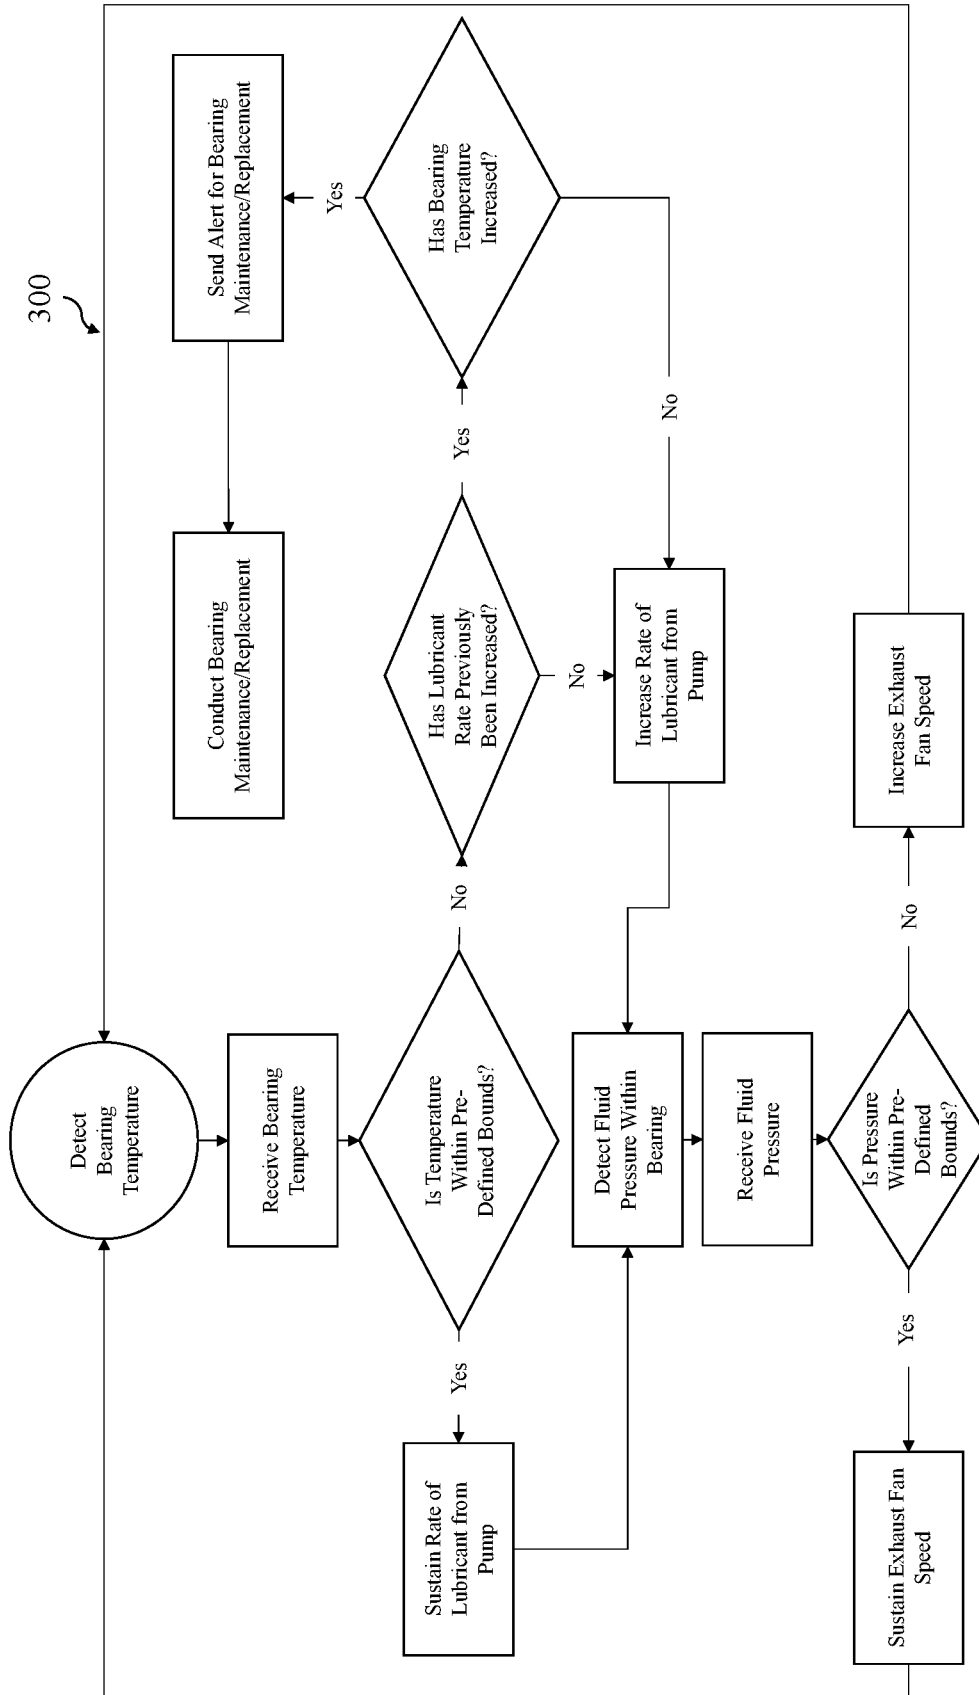 300
Detect
Bearing
Temperature
Receive Bearing
Temperature
Is Temperature
Within Pre-
Defined Bounds?
Yes
No
Sustain Rate of
Lubricant from
Pump
Has Lubricant
Rate Previously
Been Increased?
Yes
No
Has Bearing
Temperature
Increased?
Yes
No
Send Alert for Bearing
Maintenance/Replacement
Conduct Bearing
Maintenance/Replacement
Increase Rate of
Lubricant from
Pump
Detect Fluid
Pressure Within
Bearing
Receive Fluid
Pressure
Is Pressure
Within Pre-
Defined
Bounds?
Yes
No
Sustain Exhaust Fan
Speed
Increase Exhaust
Fan Speed